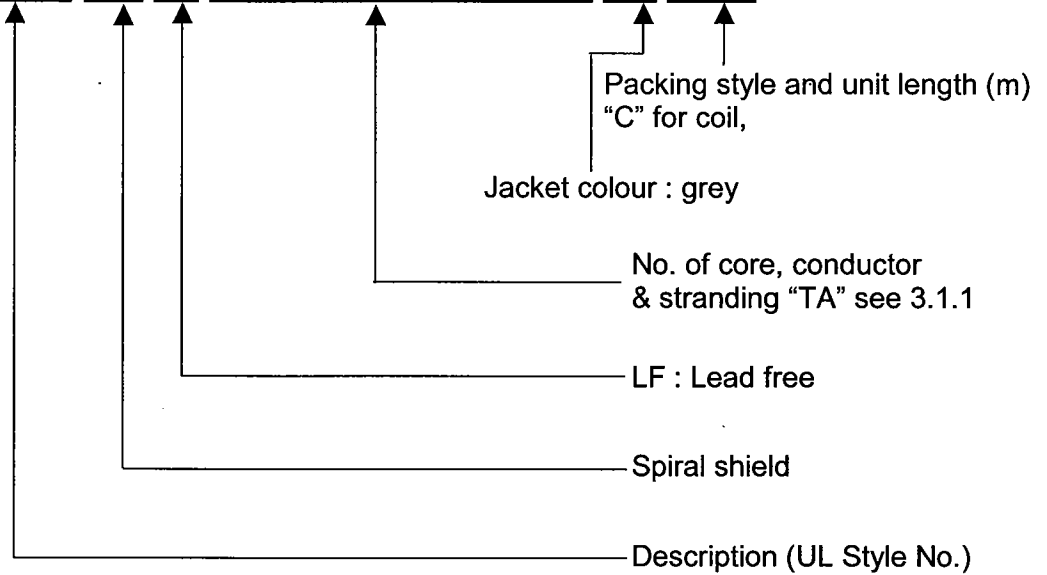 Packing style and unit length (m)
“C” for coil,
Jacket colour : grey
No. of core, conductor
& stranding “TA” see 3.1.1
LF : Lead free
Spiral shield
Description (UL Style No.)